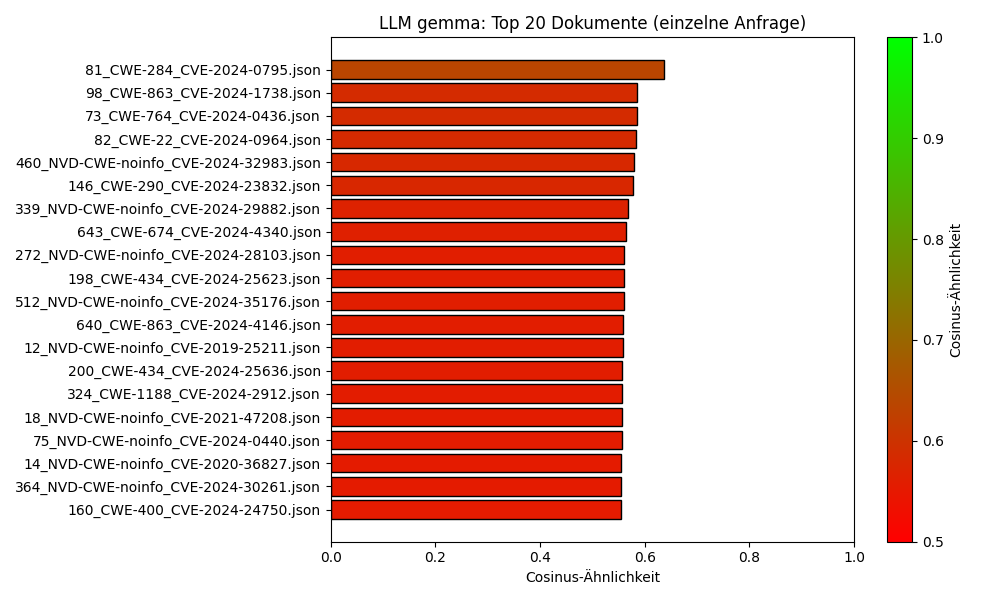 LLM gemma: Top 20 Dokumente (einzelne Anfrage)
81_CWE-284_CVE-2024-0795.json
98_CWE-863_CVE-2024-1738.json
73_CWE-764_CVE-2024-0436.json
82_CWE-22_CVE-2024-0964.json
460_NVD-CWE-noinfo_CVE-2024-32983.json
146_CWE-290_CVE-2024-23832.json
339_NVD-CWE-noinfo_CVE-2024-29882.json
643_CWE-674_CVE-2024-4340.json
272_NVD-CWE-noinfo_CVE-2024-28103.json
198_CWE-434_CVE-2024-25623.json
512_NVD-CWE-noinfo_CVE-2024-35176.json
640_CWE-863_CVE-2024-4146.json
12_NVD-CWE-noinfo_CVE-2019-25211.json
200_CWE-434_CVE-2024-25636.json
324_CWE-1188_CVE-2024-2912.json
18_NVD-CWE-noinfo_CVE-2021-47208.json
75_NVD-CWE-noinfo_CVE-2024-0440.json
14_NVD-CWE-noinfo_CVE-2020-36827.json
364_NVD-CWE-noinfo_CVE-2024-30261.json
160_CWE-400_CVE-2024-24750.json
0.0 0.2 0.4 0.6 0.8 1.0
Cosinus-Ähnlichkeit
1.0
0.9
0.8
0.7
0.6
0.5
Cosinus-Ähnlichkeit